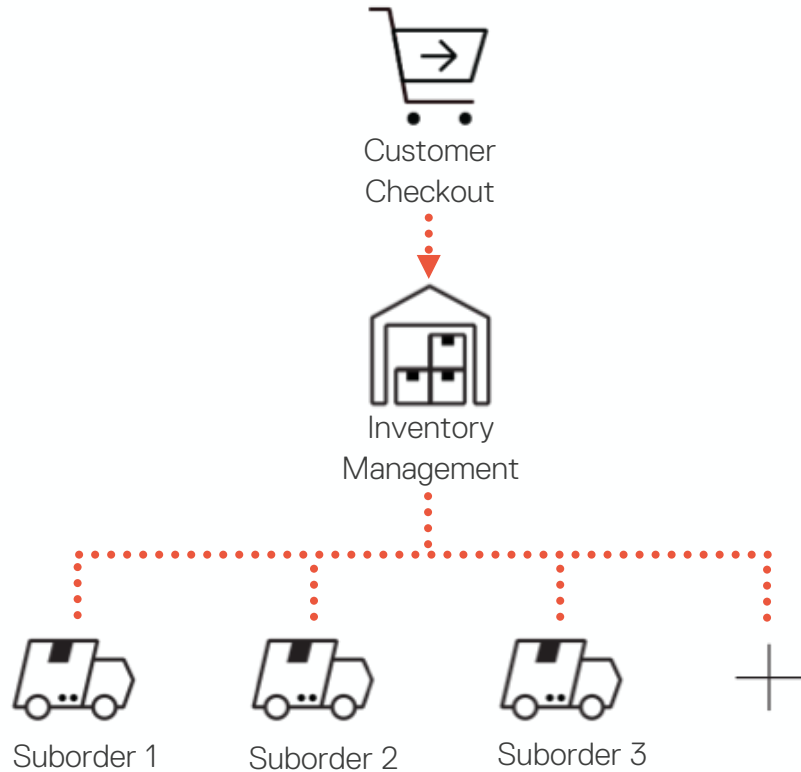 Customer
Checkout
Inventory
Management
Suborder 1
Suborder 2
Suborder 3